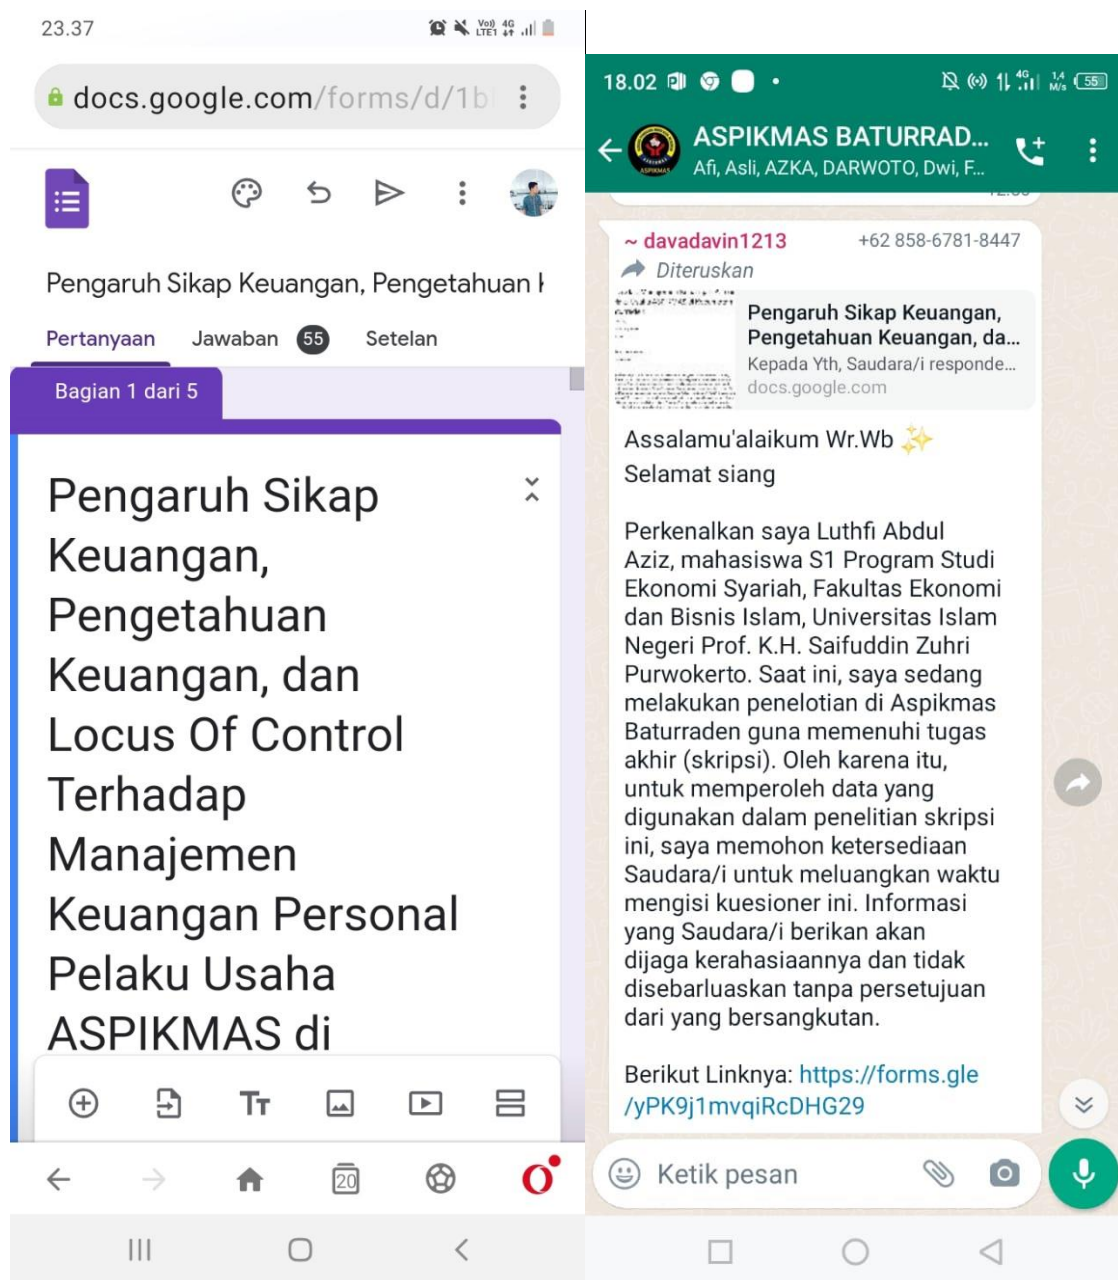 23.37
Vo)) 4G
LTE1
docs.google.com/forms/d/1b
Pengaruh Sikap Keuangan, Pengetahuan
Pertanyaan Jawaban 55 Setelan
Bagian 1 dari 5
Pengaruh Sikap
Keuangan,
Pengetahuan
Keuangan, dan
Locus Of Control
Terhadap
Manajemen
Keuangan Personal
Pelaku Usaha
ASPIKMAS di
20
18.02
4G 1,4 M/s 55
ASPIKMAS BATURRAD...
Afi, Asli, AZKA, DARWOTO, Dwi, F...
~ davadavin1213 +62 858-6781-8447
Diteruskan
Pengaruh Sikap Keuangan,
Pengetahuan Keuangan, da...
Kepada Yth, Saudara/i responde...
docs.google.com
Assalamu'alaikum Wr.Wb ✨
Selamat siang
Perkenalkan saya Luthfi Abdul
Aziz, mahasiswa S1 Program Studi
Ekonomi Syariah, Fakultas Ekonomi
dan Bisnis Islam, Universitas Islam
Negeri Prof. K.H. Saifuddin Zuhri
Purwokerto. Saat ini, saya sedang
melakukan penelotian di Aspikmas
Baturraden guna memenuhi tugas
akhir (skripsi). Oleh karena itu,
untuk memperoleh data yang
digunakan dalam penelitian skripsi
ini, saya memohon ketersediaan
Saudara/i untuk meluangkan waktu
mengisi kuesioner ini. Informasi
yang Saudara/i berikan akan
dijaga kerahasiaannya dan tidak
disebarluaskan tanpa persetujuan
dari yang bersangkutan.
Berikut Linknya: https://forms.gle
/yPK9j1mvqiRcDHG29
Ketik pesan